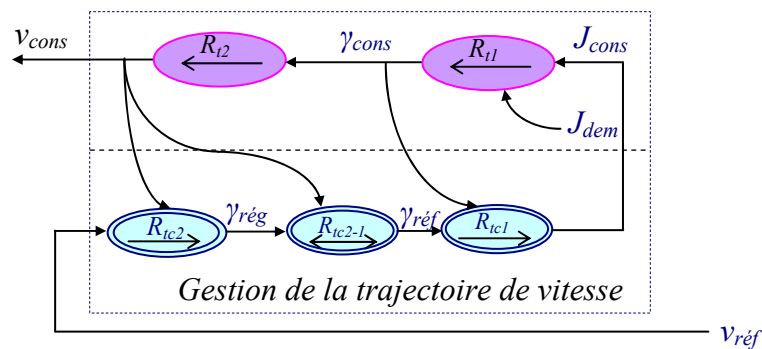 v_cons
R_t2
γ_cons
R_t1
J_cons
J_dem
R_tc2
γ_rég
R_tc2-1
γ_réf
R_tc1
Gestion de la trajectoire de vitesse
v_réf